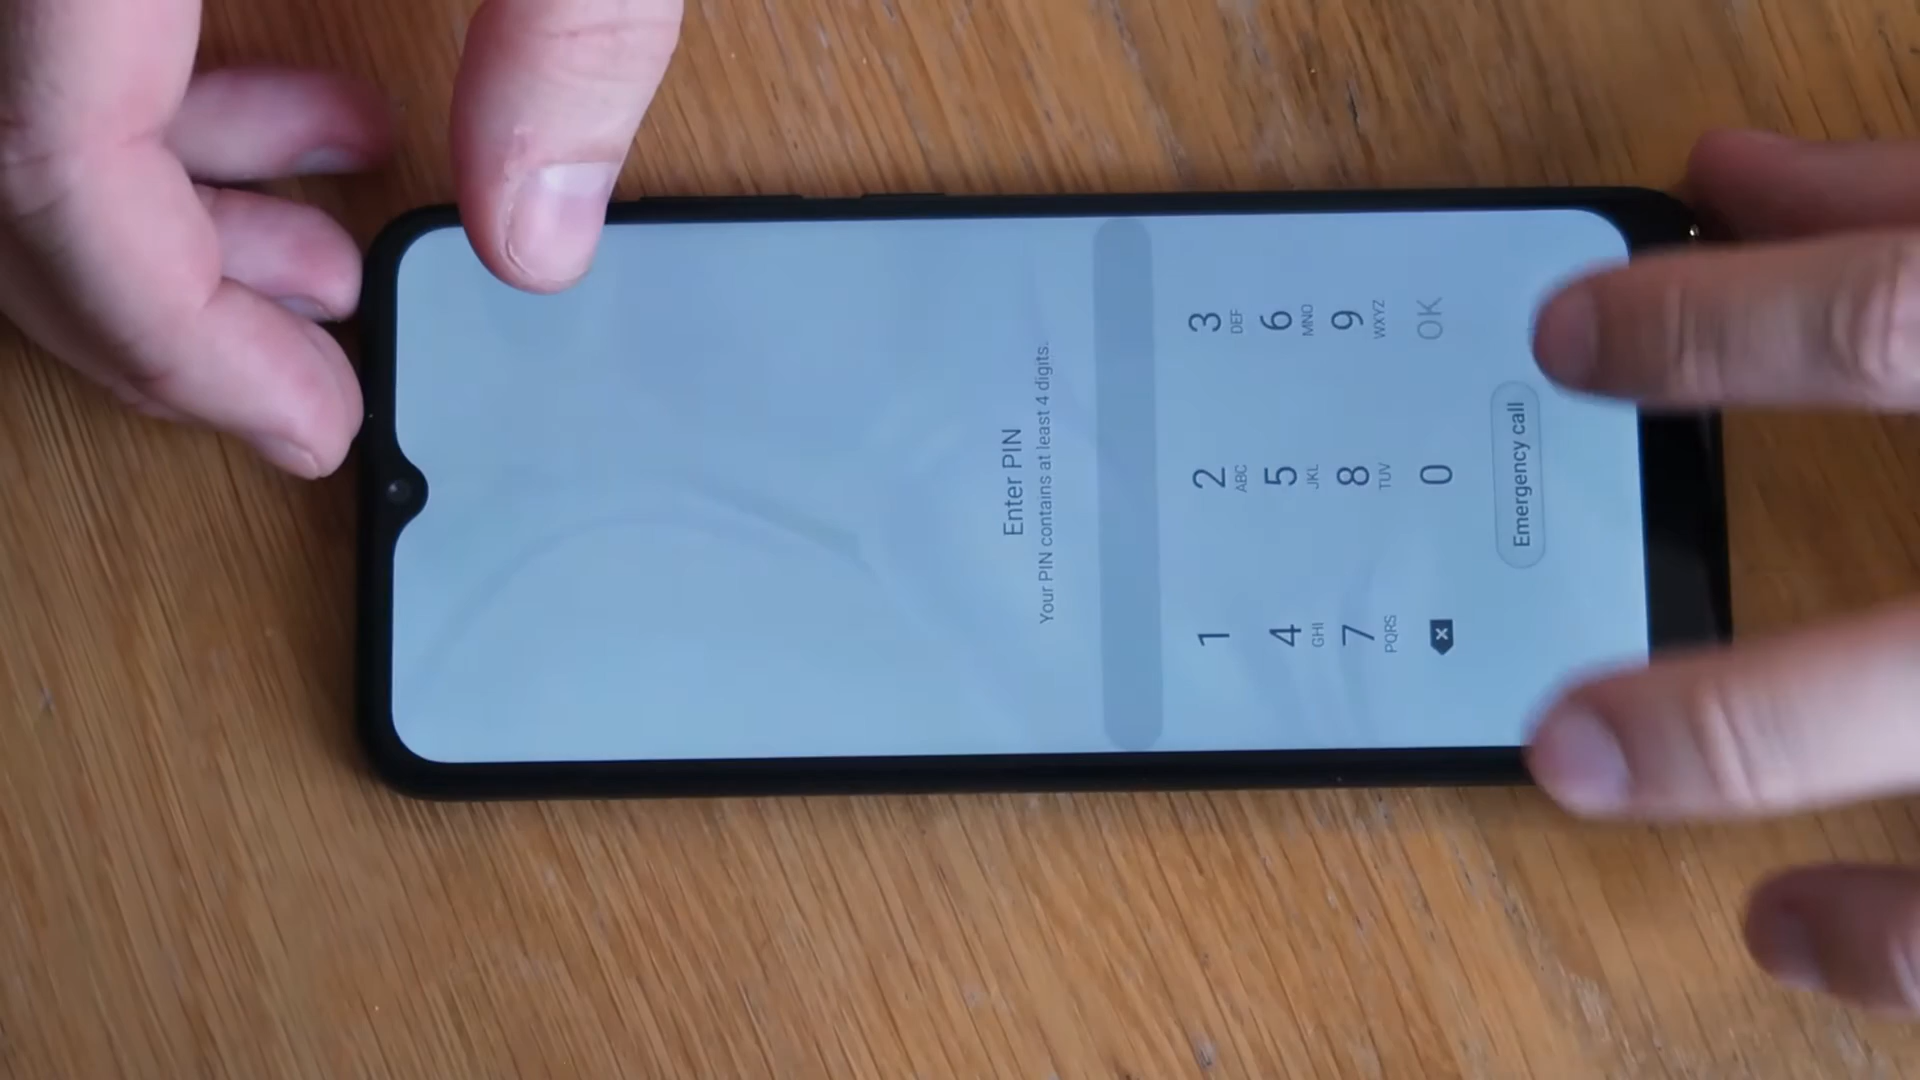 Enter PIN
Your PIN contains at least 4 digits.
1 2 ABC 3 DEF
4 GHI 5 JKL 6 MNO
7 PQRS 8 TUV 9 WXYZ
0 OK
Emergency call